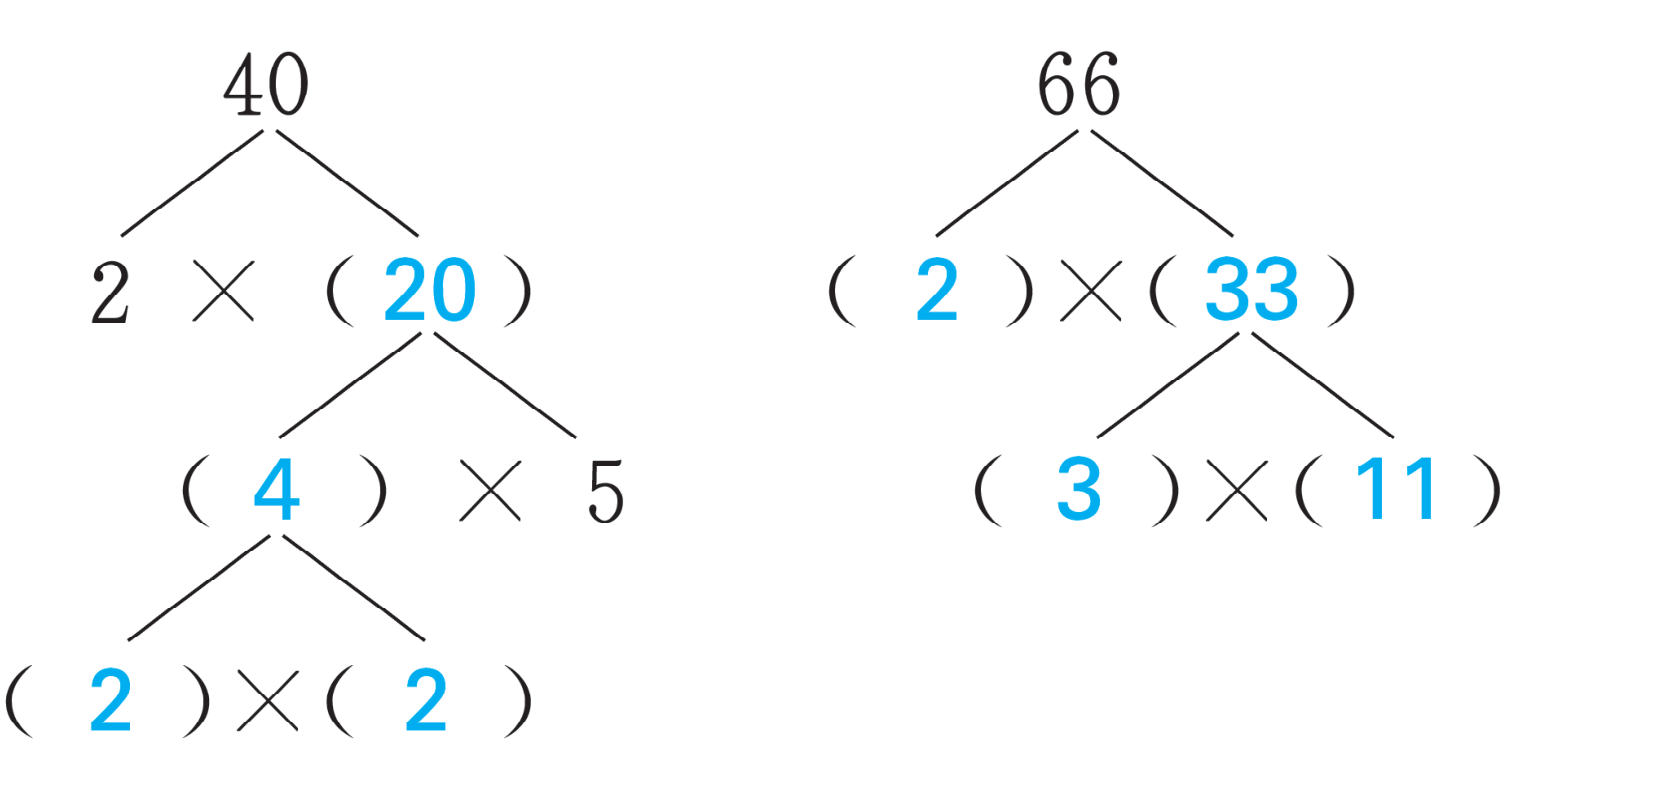 40
2 × ( 20 )
( 4 ) × 5
( 2 ) × ( 2 )
66
( 2 ) × ( 33 )
( 3 ) × ( 11 )